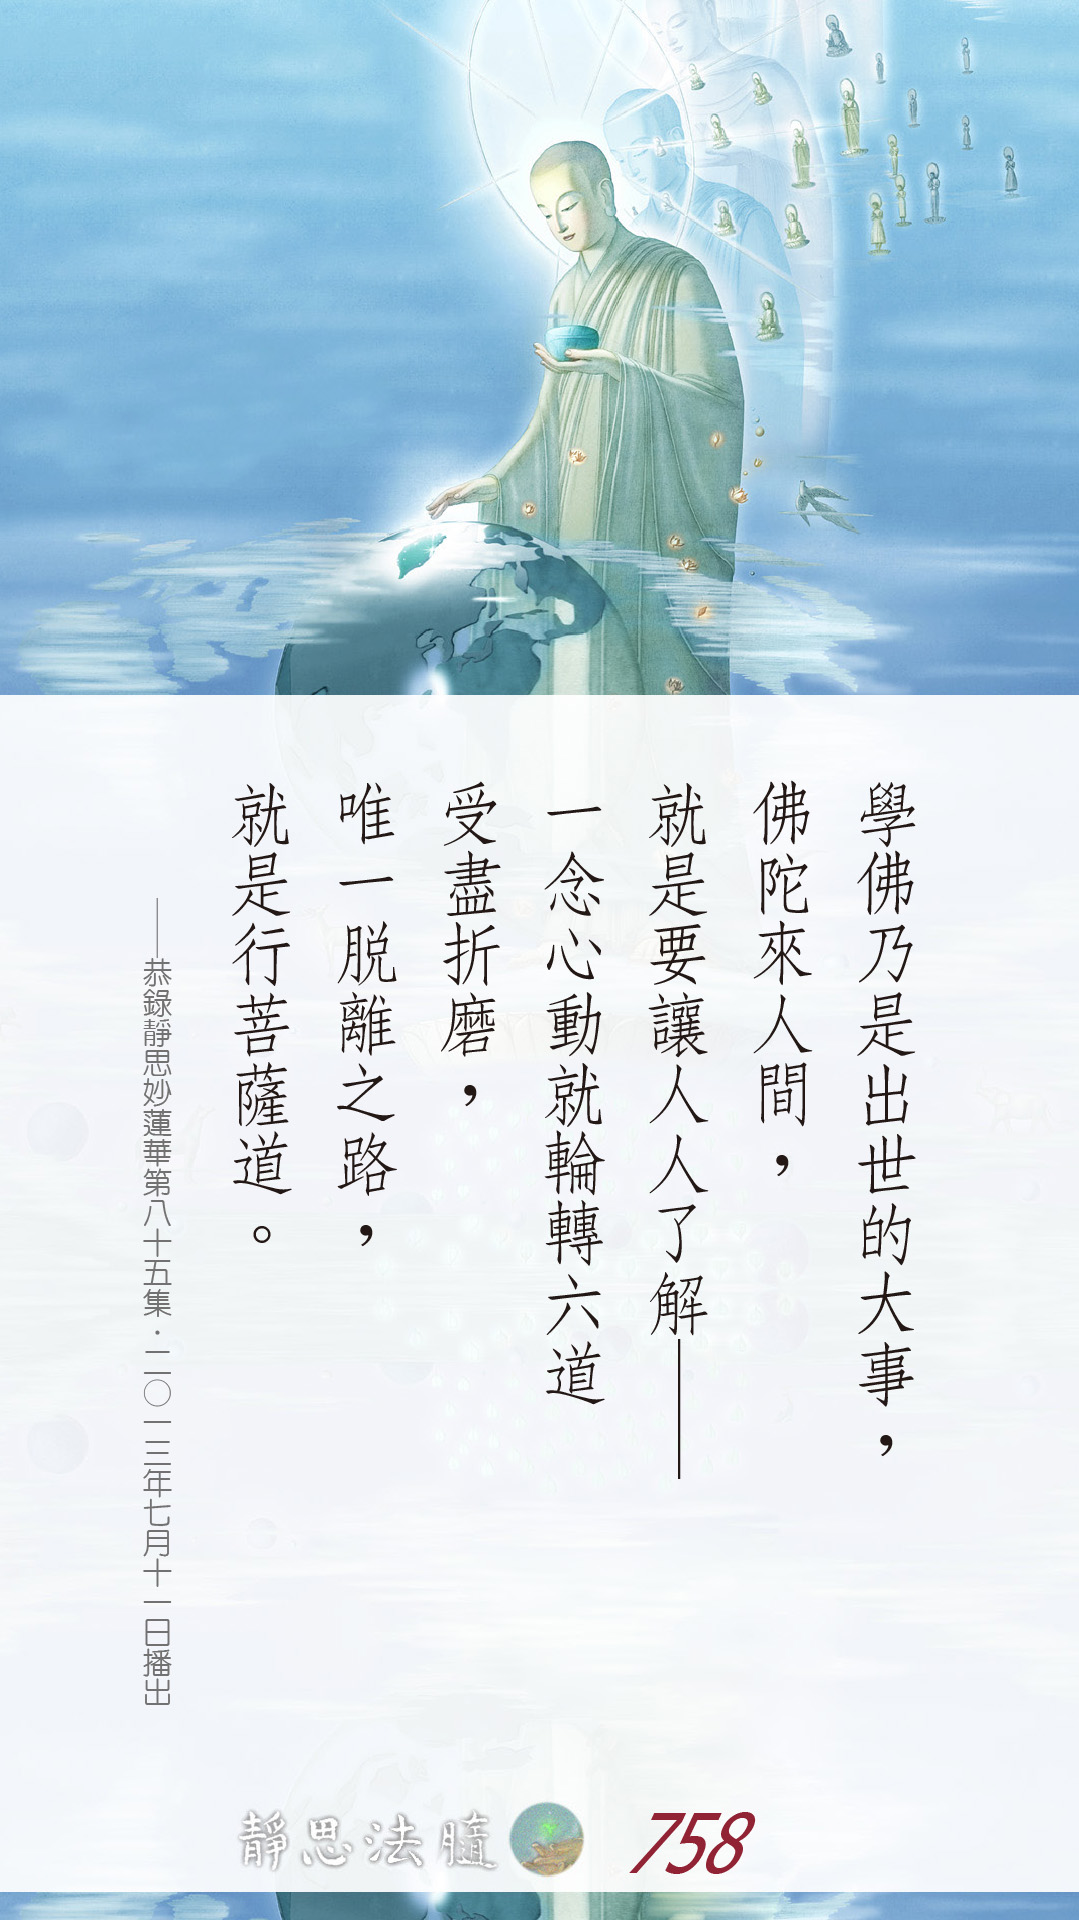 學佛乃是出世的大事，
佛陀來人間，
就是要讓人人了解——
一念心動就輪轉六道
受盡折磨，
唯一脫離之路，
就是行菩薩道。
——恭錄靜思妙蓮華第八十五集．二〇一三年七月十一日播出
靜思法髓
758